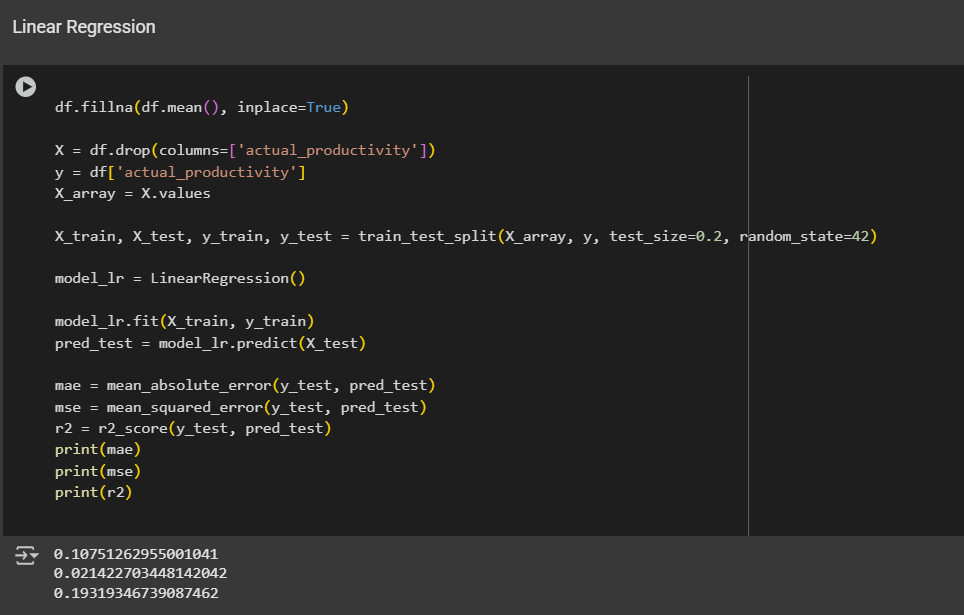 Linear Regression
df.fillna(df.mean(), inplace=True)
X = df.drop(columns=['actual_productivity'])
y = df['actual_productivity']
X_array = X.values
X_train, X_test, y_train, y_test = train_test_split(X_array, y, test_size=0.2, random_state=42)
model_lr = LinearRegression()
model_lr.fit(X_train, y_train)
pred_test = model_lr.predict(X_test)
mae = mean_absolute_error(y_test, pred_test)
mse = mean_squared_error(y_test, pred_test)
r2 = r2_score(y_test, pred_test)
print(mae)
print(mse)
print(r2)
0.10751262955001041
0.021422703448142042
0.19319346739087462